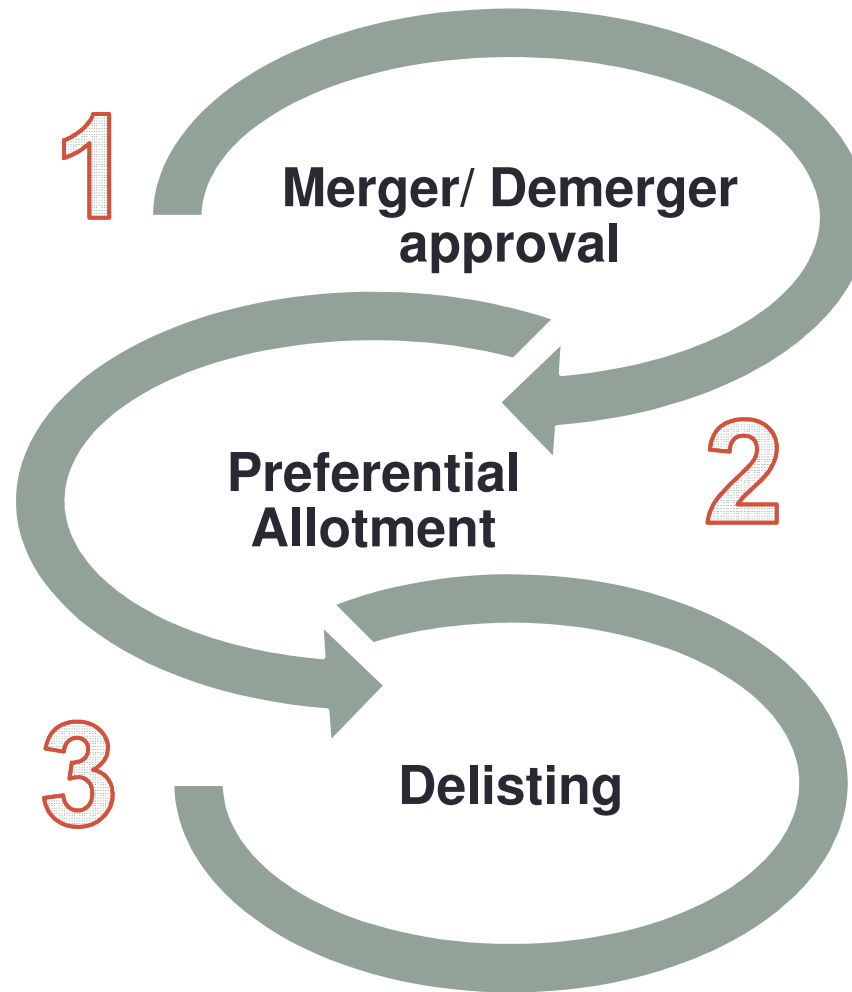 1
Merger/ Demerger
approval
Preferential
Allotment
2
3
Delisting